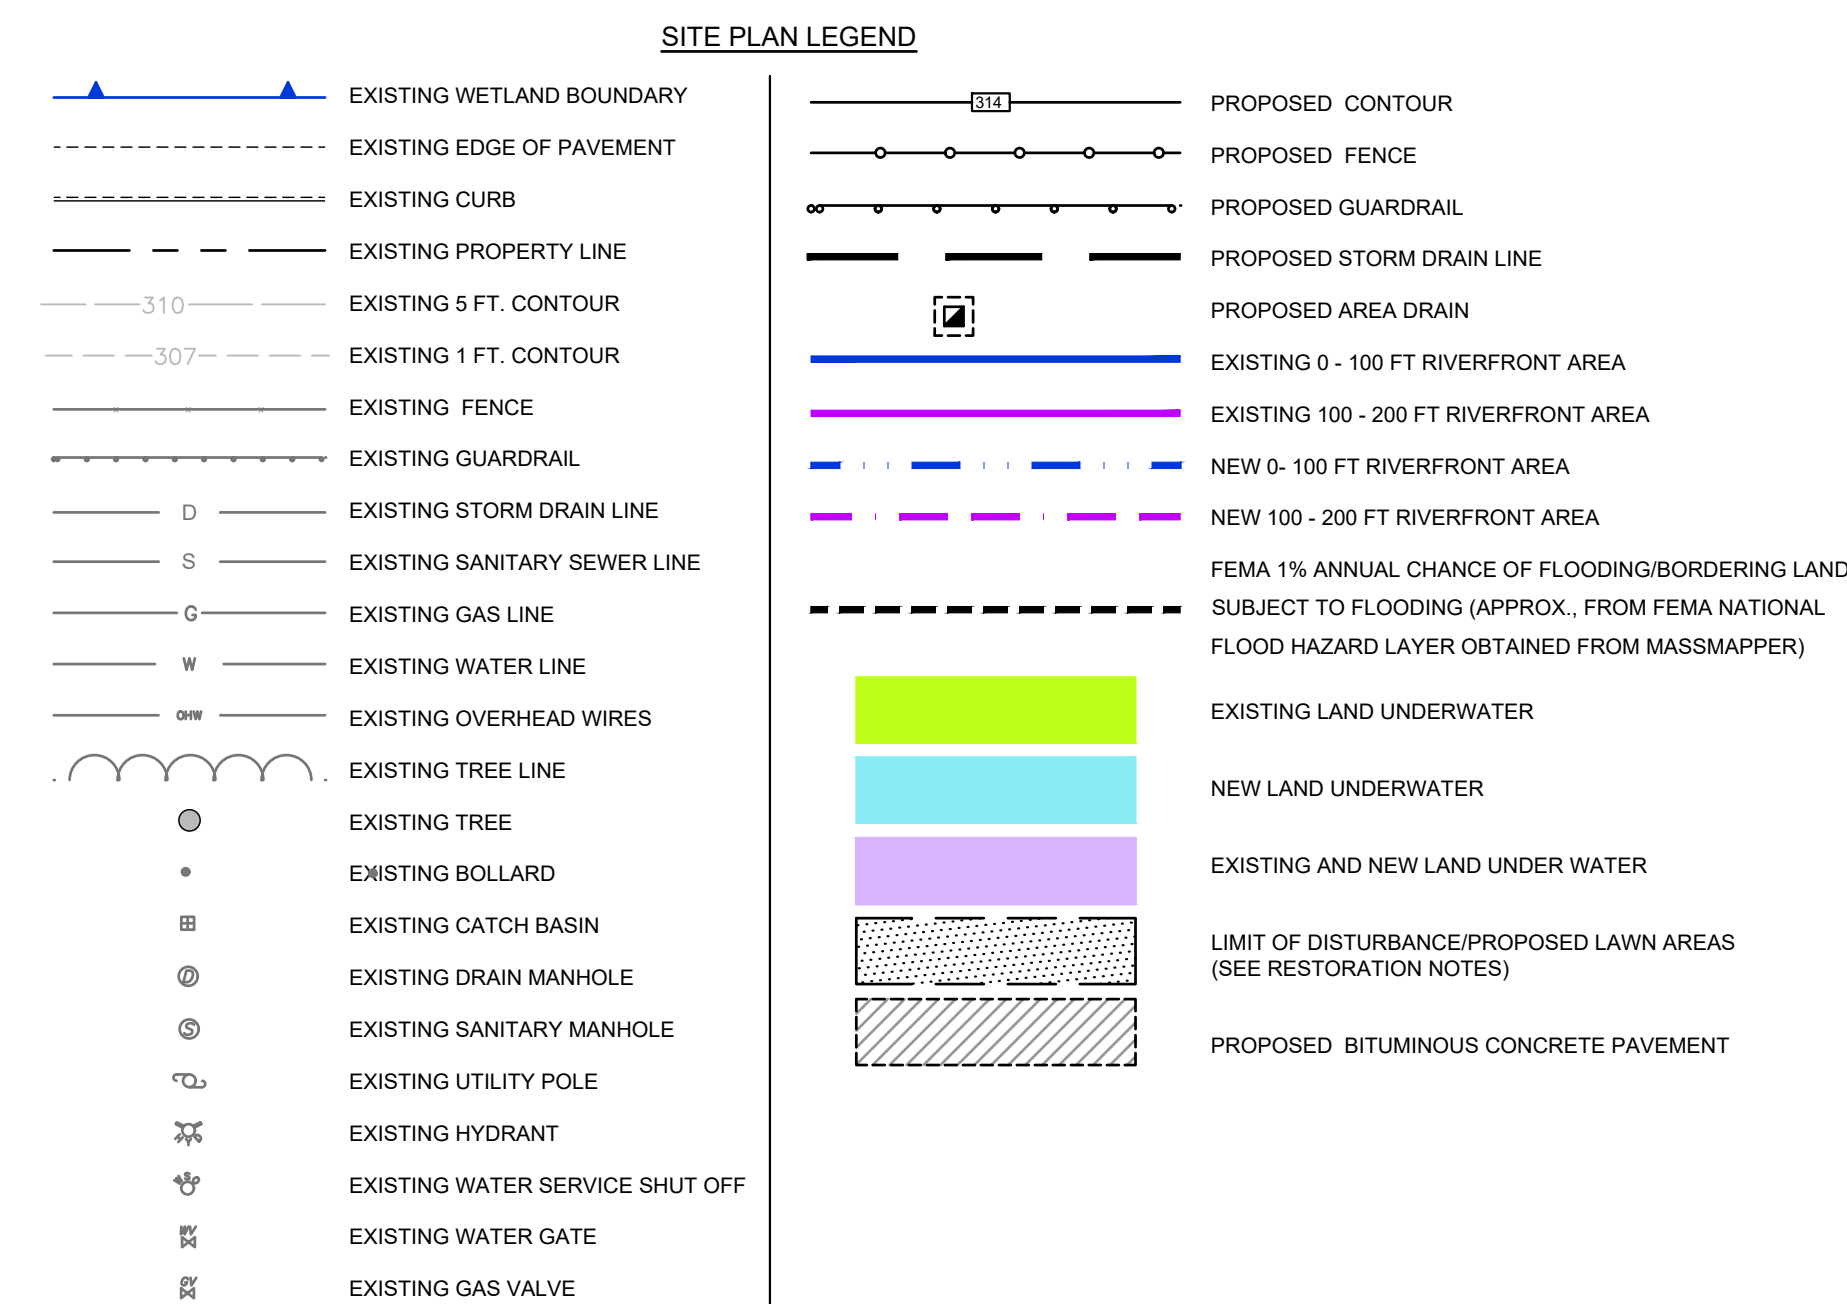 SITE PLAN LEGEND
EXISTING WETLAND BOUNDARY
EXISTING EDGE OF PAVEMENT
EXISTING CURB
EXISTING PROPERTY LINE
310 EXISTING 5 FT. CONTOUR
307 EXISTING 1 FT. CONTOUR
EXISTING FENCE
EXISTING GUARDRAIL
D EXISTING STORM DRAIN LINE
S EXISTING SANITARY SEWER LINE
G EXISTING GAS LINE
W EXISTING WATER LINE
OHW EXISTING OVERHEAD WIRES
EXISTING TREE LINE
EXISTING TREE
EXISTING BOLLARD
EXISTING CATCH BASIN
D EXISTING DRAIN MANHOLE
S EXISTING SANITARY MANHOLE
EXISTING UTILITY POLE
EXISTING HYDRANT
S EXISTING WATER SERVICE SHUT OFF
WV EXISTING WATER GATE
GV EXISTING GAS VALVE
314 PROPOSED CONTOUR
PROPOSED FENCE
PROPOSED GUARDRAIL
PROPOSED STORM DRAIN LINE
PROPOSED AREA DRAIN
EXISTING 0 - 100 FT RIVERFRONT AREA
EXISTING 100 - 200 FT RIVERFRONT AREA
NEW 0- 100 FT RIVERFRONT AREA
NEW 100 - 200 FT RIVERFRONT AREA
FEMA 1% ANNUAL CHANCE OF FLOODING/BORDERING LAND
SUBJECT TO FLOODING (APPROX., FROM FEMA NATIONAL
FLOOD HAZARD LAYER OBTAINED FROM MASSMAPPER)
EXISTING LAND UNDERWATER
NEW LAND UNDERWATER
EXISTING AND NEW LAND UNDER WATER
LIMIT OF DISTURBANCE/PROPOSED LAWN AREAS
(SEE RESTORATION NOTES)
PROPOSED BITUMINOUS CONCRETE PAVEMENT